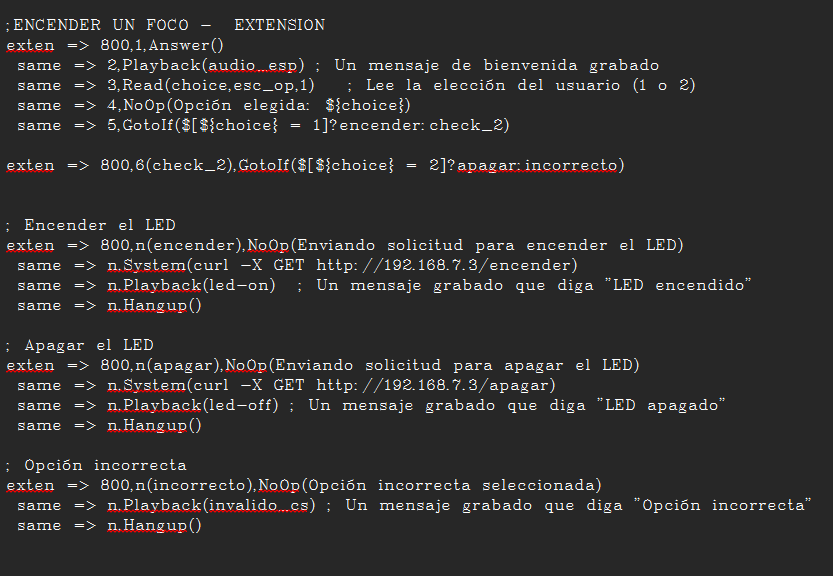 ;ENCENDER UN FOCO - EXTENSION
exten => 800,1,Answer()
same => 2,Playback(audio_esp) ; Un mensaje de bienvenida grabado
same => 3,Read(choice,esc_op,1) ; Lee la elección del usuario (1 o 2)
same => 4,NoOp(Opción elegida: ${choice})
same => 5,GotoIf($[${choice} = 1]?encender:check_2)
exten => 800,6(check_2),GotoIf($[${choice} = 2]?apagar:incorrecto)
; Encender el LED
exten => 800,n(encender),NoOp(Enviando solicitud para encender el LED)
same => n,System(curl -X GET http://192.168.7.3/encender)
same => n,Playback(led-on) ; Un mensaje grabado que diga "LED encendido"
same => n,Hangup()
; Apagar el LED
exten => 800,n(apagar),NoOp(Enviando solicitud para apagar el LED)
same => n,System(curl -X GET http://192.168.7.3/apagar)
same => n,Playback(led-off) ; Un mensaje grabado que diga "LED apagado"
same => n,Hangup()
; Opción incorrecta
exten => 800,n(incorrecto),NoOp(Opción incorrecta seleccionada)
same => n,Playback(invalido_cs) ; Un mensaje grabado que diga "Opción incorrecta"
same => n,Hangup()